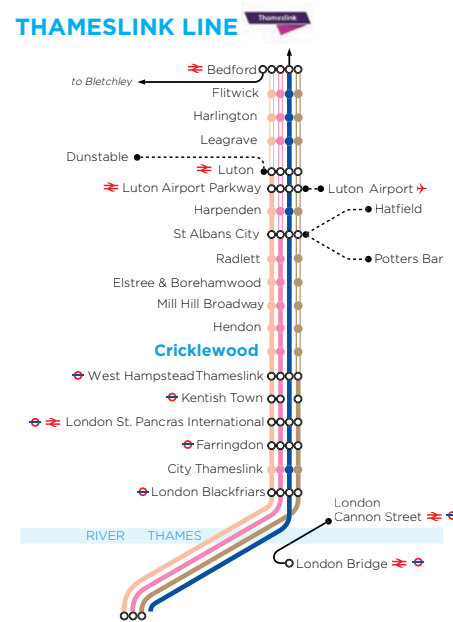 THAMESLINK LINE
Thameslink
Bedford
to Bletchley
Flitwick
Harlington
Leagrave
Dunstable
Luton
Luton Airport Parkway
Luton Airport
Harpenden
Hatfield
St Albans City
Radlett
Potters Bar
Elstree & Borehamwood
Mill Hill Broadway
Hendon
Cricklewood
West Hampstead Thameslink
Kentish Town
London St. Pancras International
Farringdon
City Thameslink
London Blackfriars
London
Cannon Street
RIVER THAMES
London Bridge